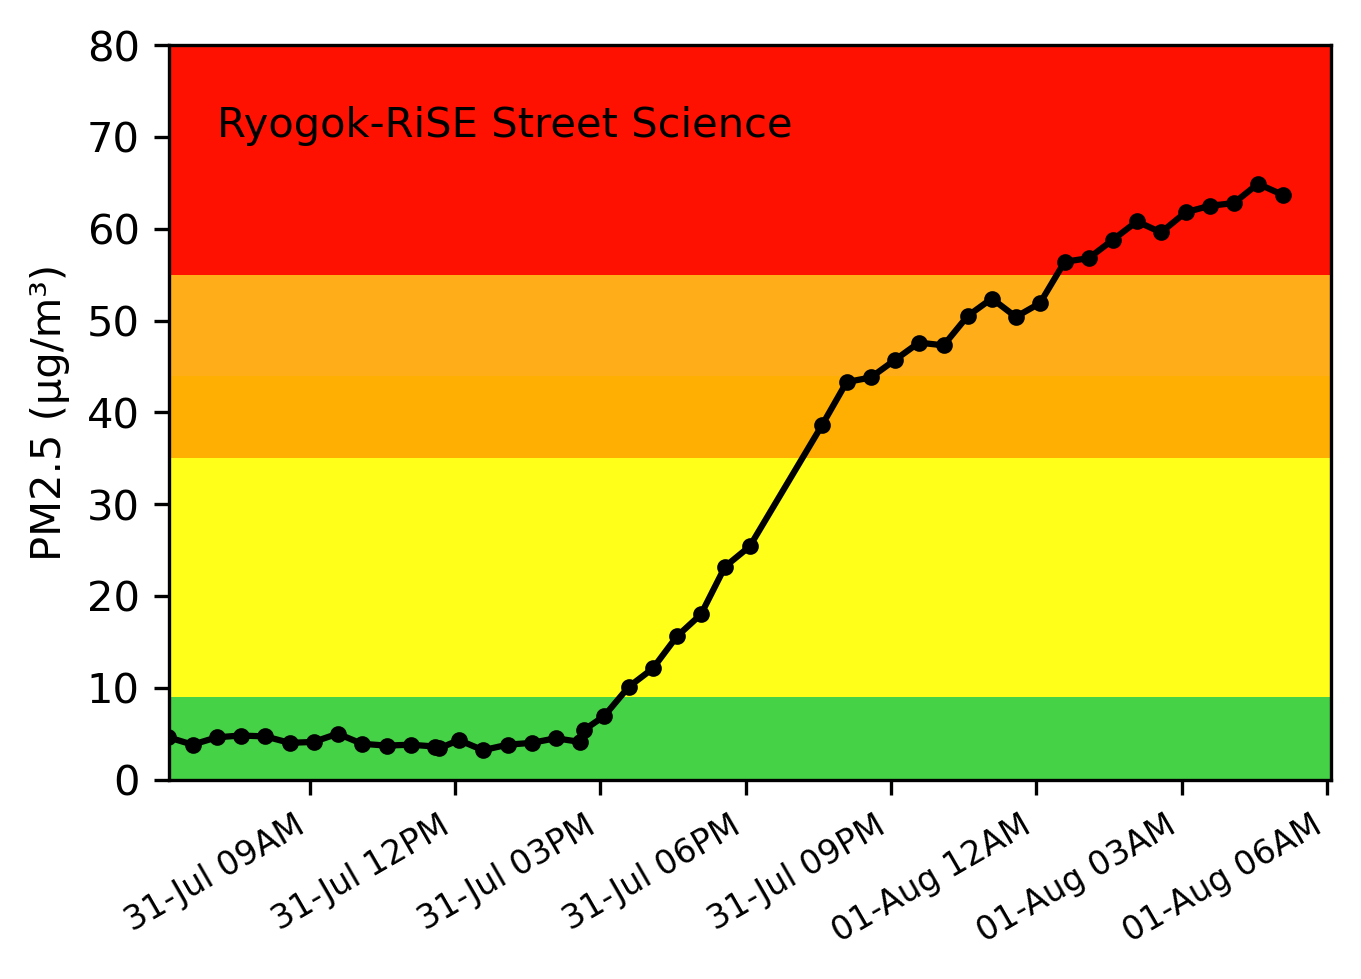 80
Ryogok-RiSE Street Science
70
60
50
40
30
20
10
0
PM2.5 (µg/m³)
31-Jul 09AM
31-Jul 12PM
31-Jul 03PM
31-Jul 06PM
31-Jul 09PM
01-Aug 12AM
01-Aug 03AM
01-Aug 06AM